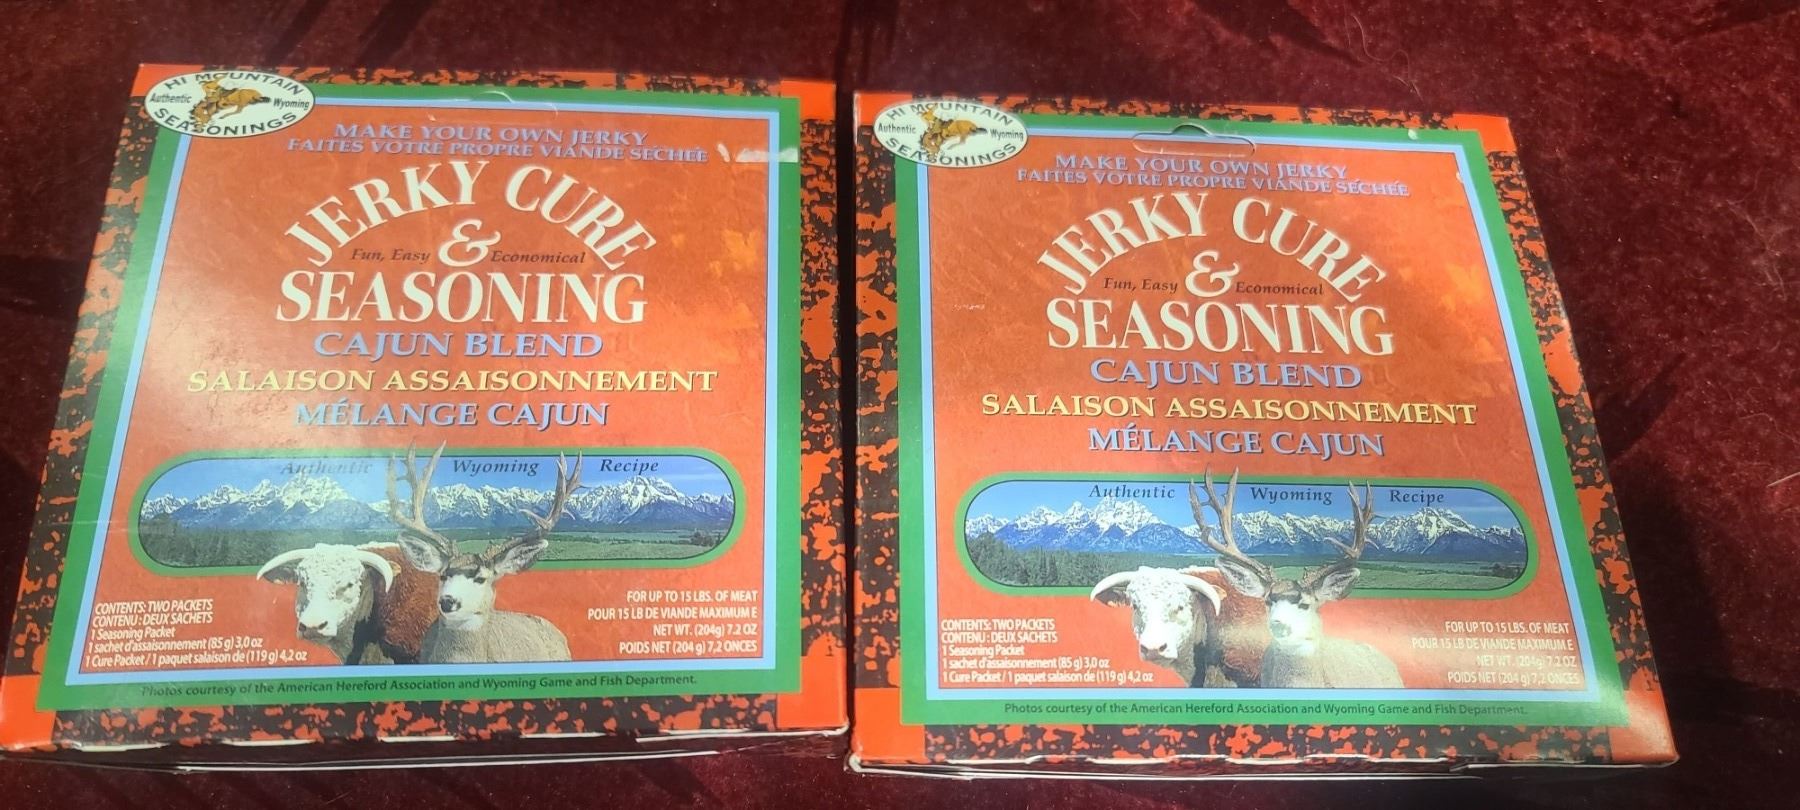 HI MOUNTAIN
Authentic Wyoming
SEASONINGS
MAKE YOUR OWN JERKY
FAITES VOTRE PROPRE VIANDE SÉCHÉE
JERKY CURE
Fun, Easy & Economical
SEASONING
CAJUN BLEND
SALAISON ASSAISONNEMENT
MÉLANGE CAJUN
Authentic Wyoming Recipe
CONTENTS: TWO PACKETS
CONTENU : DEUX SACHETS
1 Seasoning Packet
1 sachet d'assaisonnement (85 g) 3,0 oz
1 Cure Packet / 1 paquet salaison de (119 g) 4,2 oz
FOR UP TO 15 LBS. OF MEAT
POUR 15 LB DE VIANDE MAXIMUM E
NET WT. (204g) 7.2 OZ
POIDS NET (204 g) 7,2 ONCES
Photos courtesy of the American Hereford Association and Wyoming Game and Fish Department.
HI MOUNTAIN
Authentic Wyoming
SEASONINGS
MAKE YOUR OWN JERKY
FAITES VOTRE PROPRE VIANDE SÉCHÉE
JERKY CURE
Fun, Easy & Economical
SEASONING
CAJUN BLEND
SALAISON ASSAISONNEMENT
MÉLANGE CAJUN
Authentic Wyoming Recipe
CONTENTS: TWO PACKETS
CONTENU : DEUX SACHETS
1 Seasoning Packet
1 sachet d'assaisonnement (85 g) 3,0 oz
1 Cure Packet / 1 paquet salaison de (119 g) 4,2 oz
FOR UP TO 15 LBS. OF MEAT
POUR 15 LB DE VIANDE MAXIMUM E
NET WT. (204g) 7.2 OZ
POIDS NET (204 g) 7,2 ONCES
Photos courtesy of the American Hereford Association and Wyoming Game and Fish Department.